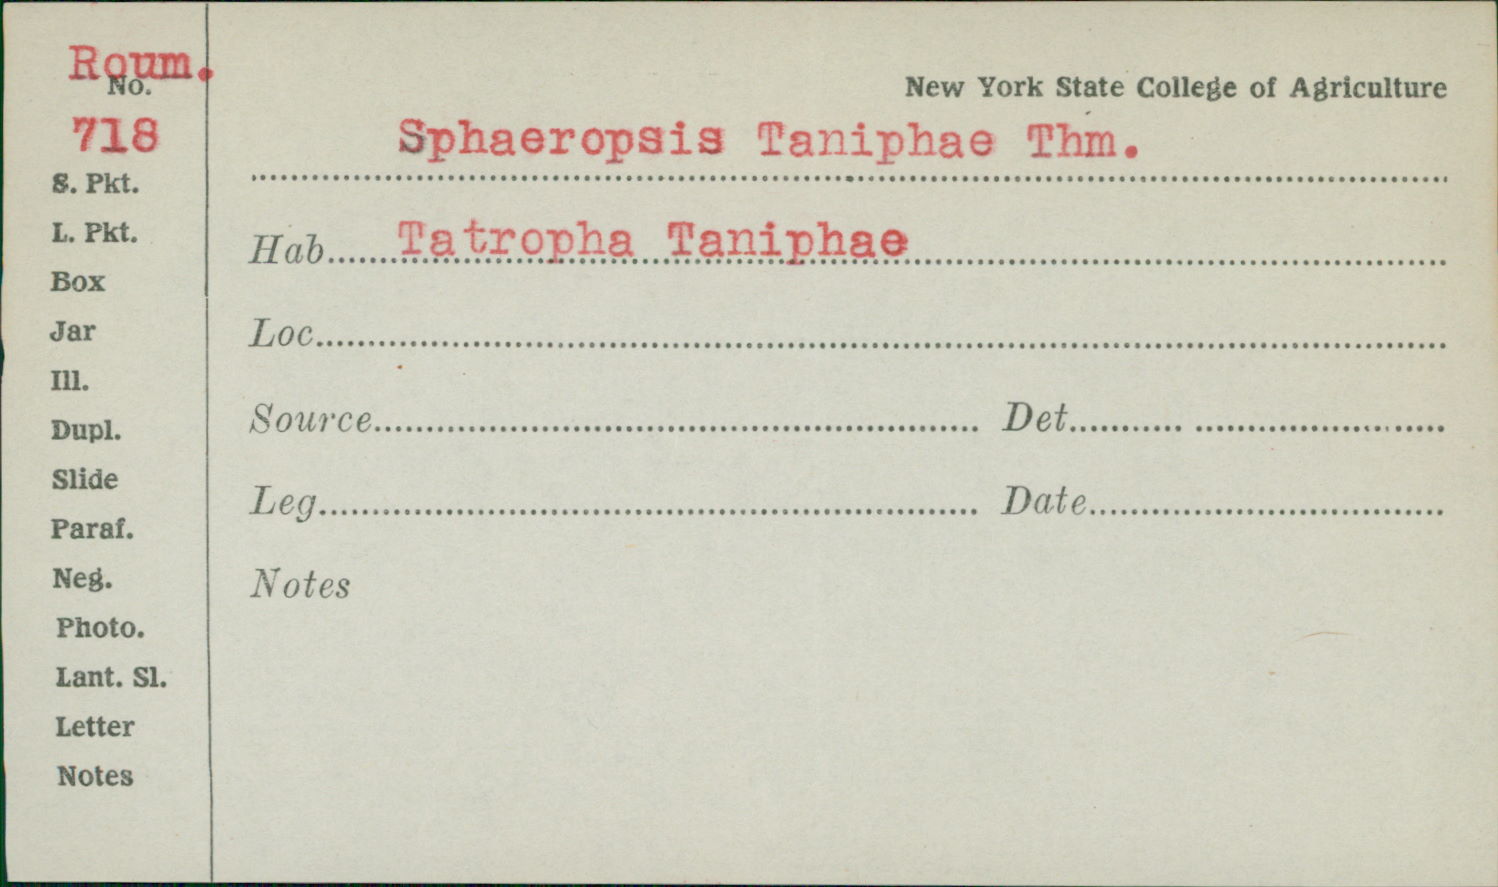 Roum.
No.
718
S. Pkt.
L. Pkt.
Box
Jar
Ill.
Dupl.
Slide
Paraf.
Neg.
Photo.
Lant. Sl.
Letter
Notes
New York State College of Agriculture
Sphaeropsis Taniphae Thm.
Hab. Tatropha Taniphae
Loc.
Source Det.
Leg. Date
Notes